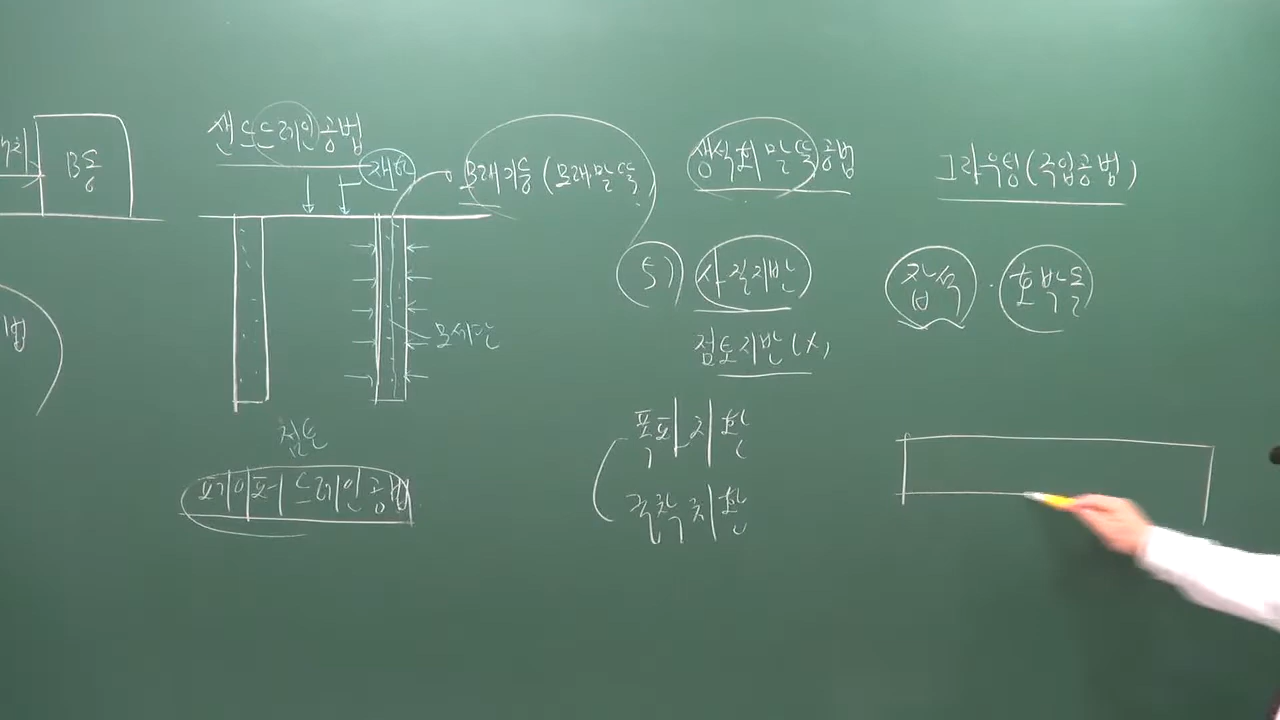 B동
샌드드레인공법
재하
모래기둥(모래말뚝)
모세관
점토
페이퍼 드레인공법
생석회말뚝공법
5) 사질지반
점토지반(X)
폭파치환
굴착치환
그라우팅(주입공법)
잡석 · 호박돌